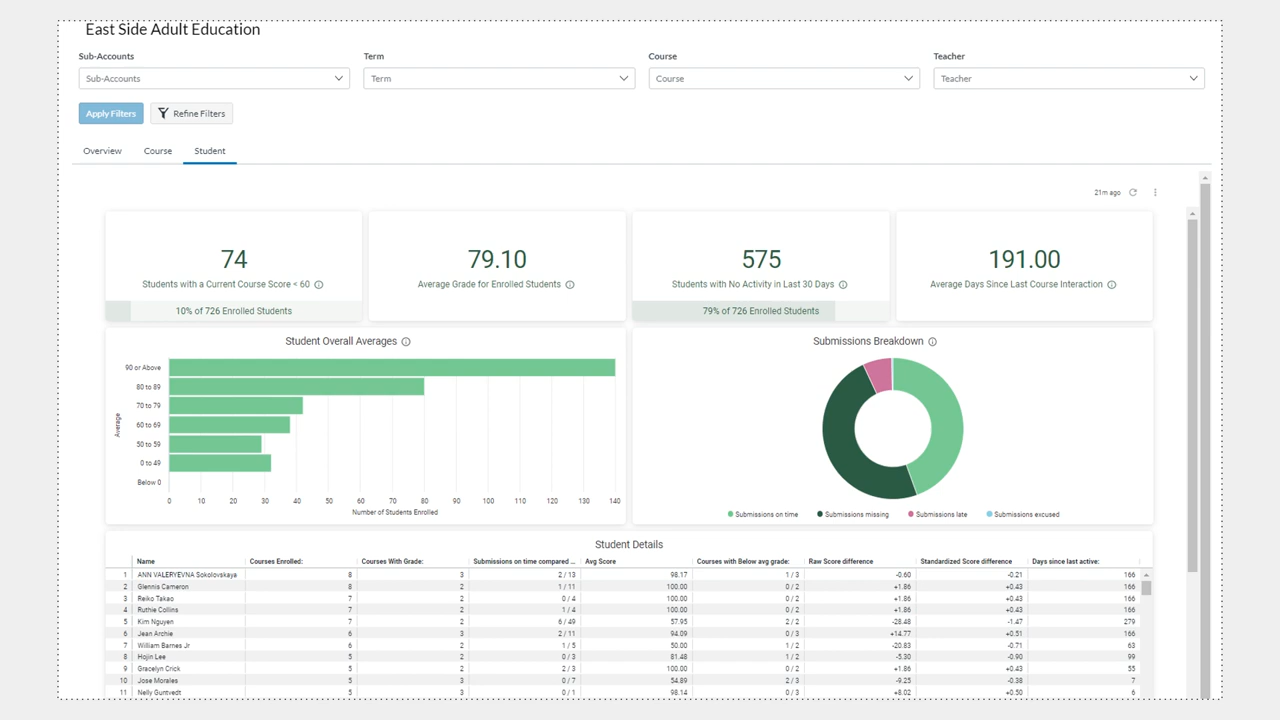 East Side Adult Education
Sub-Accounts Term Course Teacher
Sub-Accounts Term Course Teacher
Apply Filters Refine Filters
Overview Course Student
21m ago
74 79.10 575 191.00
Students with a Current Course Score < 60 Average Grade for Enrolled Students Students with No Activity in Last 30 Days Average Days Since Last Course Interaction
10% of 726 Enrolled Students 79% of 726 Enrolled Students
Student Overall Averages
Average
90 or Above
80 to 89
70 to 79
60 to 69
50 to 59
0 to 49
Below 0
0 10 20 30 40 50 60 70 80 90 100 110 120 130 140
Number of Students Enrolled
Submissions Breakdown
Submissions on time Submissions missing Submissions late Submissions excused
Student Details
Name Courses Enrolled: Courses With Grade: Submissions on time compared ... Avg Score Courses with Below avg grade: Raw Score difference Standardized Score difference Days since last active:
1 ANN VALERYEVNA Sokolovskaya 8 3 2 / 13 98.17 1 / 3 -0.60 -0.21 166
2 Glennis Cameron 8 2 1 / 11 100.00 0 / 2 +1.86 +0.43 166
3 Reiko Takao 7 2 0 / 4 100.00 0 / 2 +1.86 +0.43 166
4 Ruthie Collins 7 2 1 / 4 100.00 0 / 2 +1.86 +0.43 166
5 Kim Nguyen 7 2 6 / 49 57.95 2 / 2 -28.48 -1.47 279
6 Jean Archie 6 3 2 / 11 94.09 0 / 3 +14.77 +0.51 166
7 William Barnes Jr 6 2 1 / 5 50.00 1 / 2 -20.83 -0.71 63
8 Hojin Lee 5 2 0 / 3 81.48 1 / 2 -5.30 -0.90 99
9 Gracelyn Crick 5 2 2 / 3 100.00 0 / 2 +1.86 +0.43 55
10 Jose Morales 5 3 0 / 7 54.89 2 / 3 -9.25 -0.38 7
11 Nelly Guntvedt 5 3 0 / 1 98.14 0 / 3 +8.02 +0.50 6